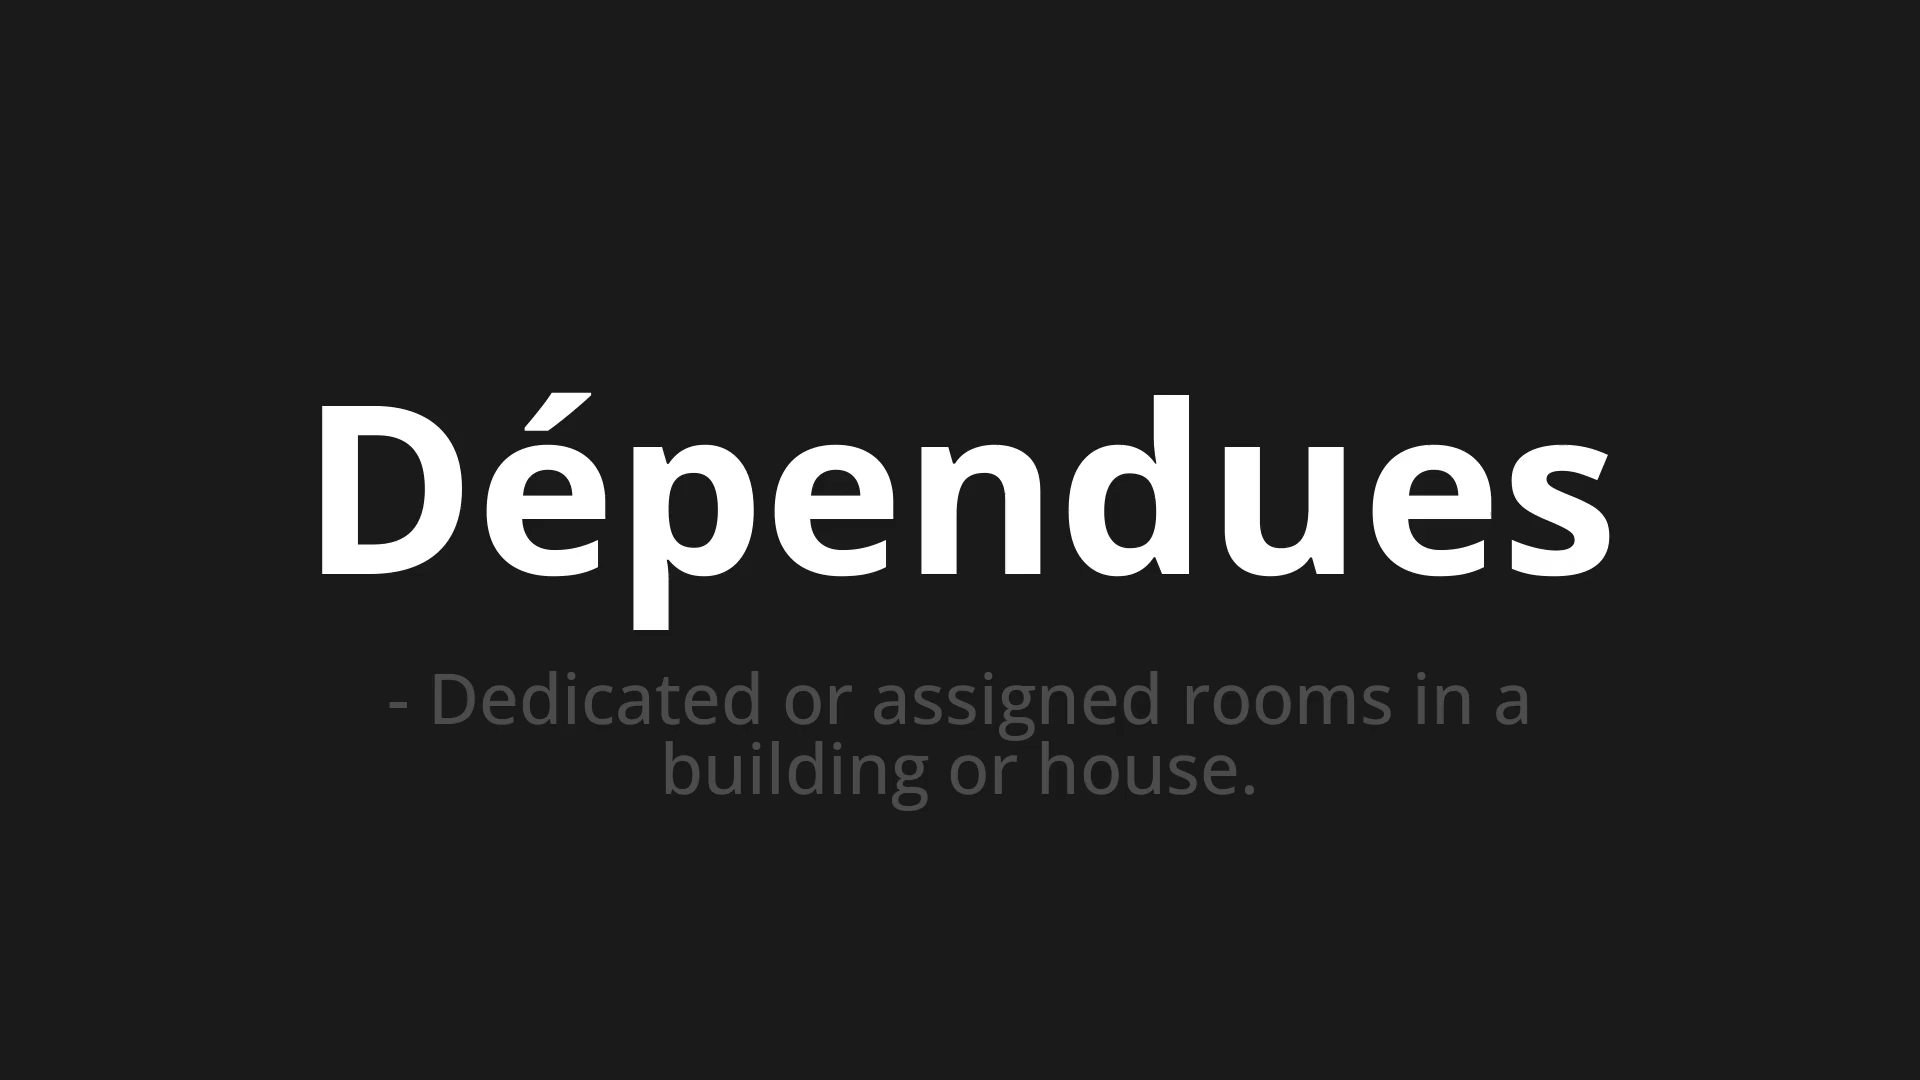 Dépendues
- Dedicated or assigned rooms in a
building or house.